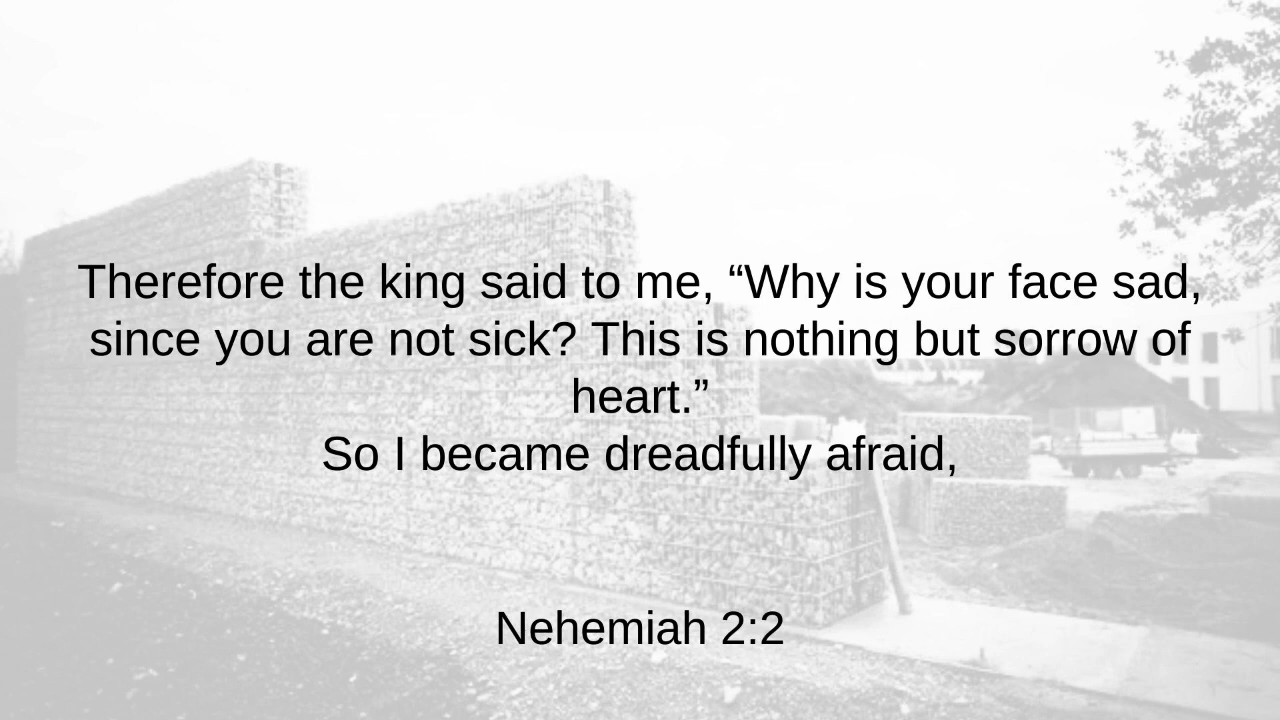 Therefore the king said to me, “Why is your face sad,
since you are not sick? This is nothing but sorrow of
heart.”
So I became dreadfully afraid,
Nehemiah 2:2